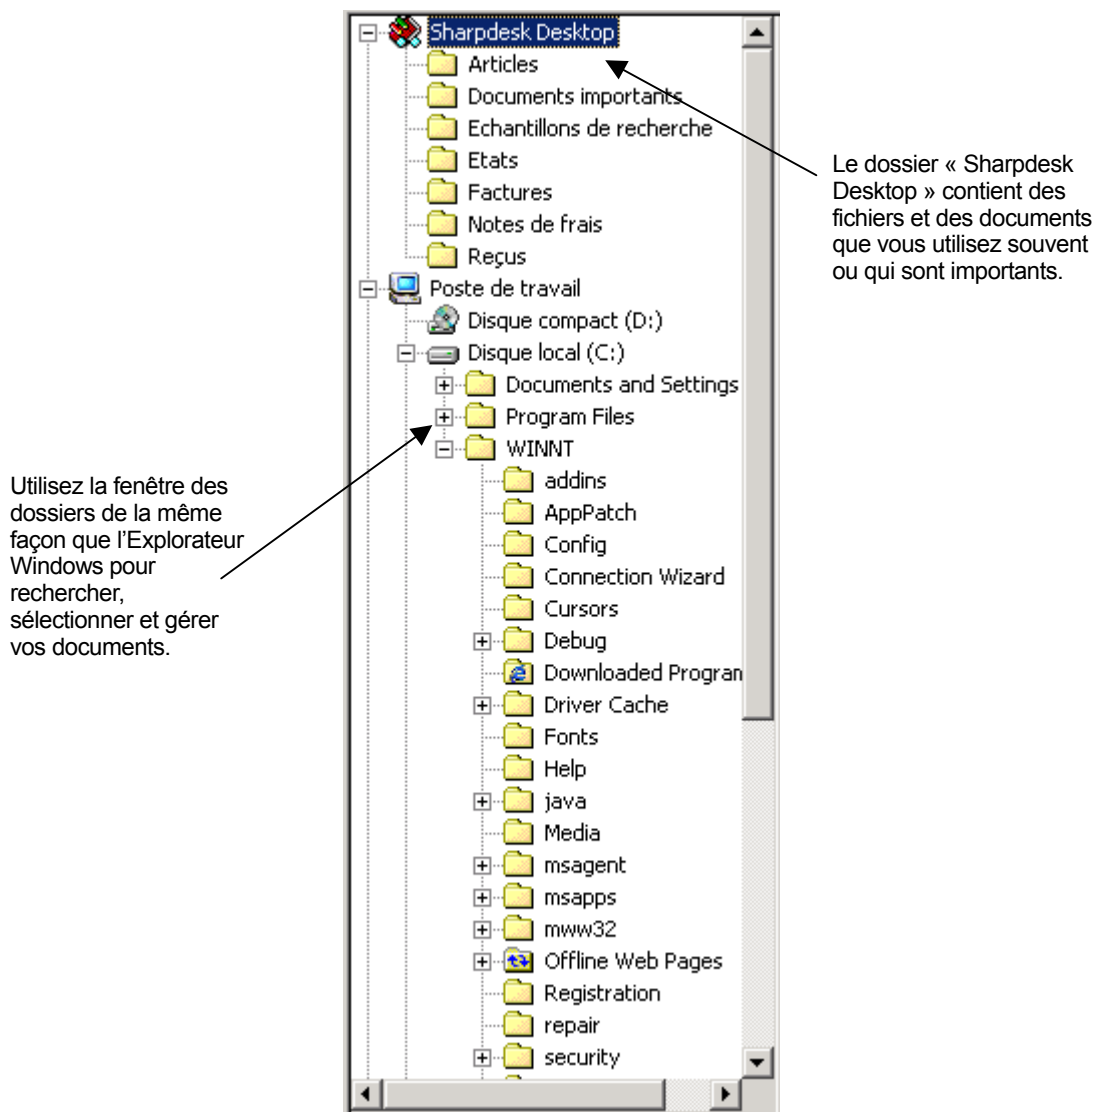 Sharpdesk Desktop
Articles
Documents importants
Echantillons de recherche
Etats
Factures
Notes de frais
Reçus
Poste de travail
Disque compact (D:)
Disque local (C:)
Documents and Settings
Program Files
WINNT
addins
AppPatch
Config
Connection Wizard
Cursors
Debug
Downloaded Program
Driver Cache
Fonts
Help
java
Media
msagent
msapps
mww32
Offline Web Pages
Registration
repair
security
Le dossier « Sharpdesk
Desktop » contient des
fichiers et des documents
que vous utilisez souvent
ou qui sont importants.
Utilisez la fenêtre des
dossiers de la même
façon que l’Explorateur
Windows pour
rechercher,
sélectionner et gérer
vos documents.